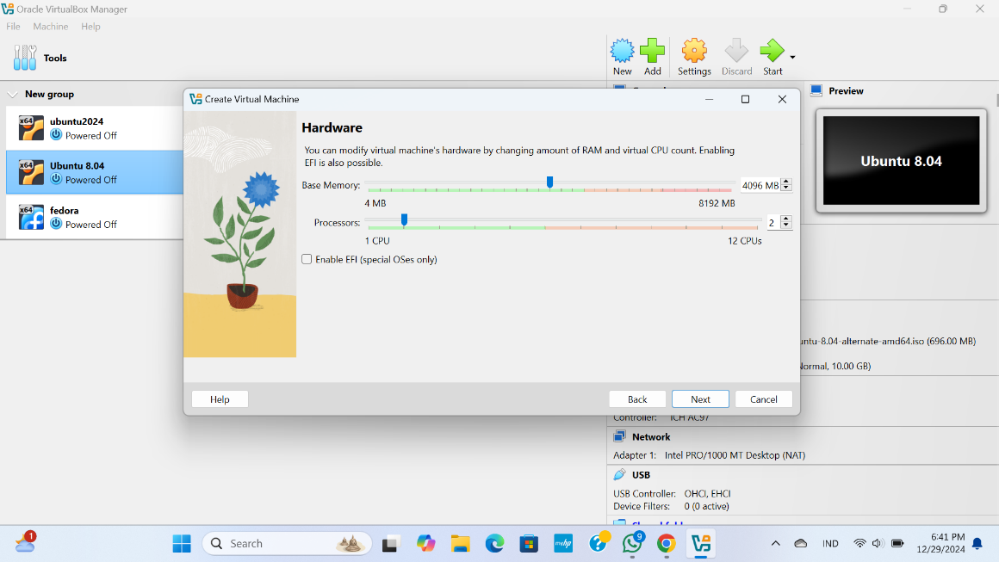 Oracle VirtualBox Manager
File Machine Help
Tools
New Add Settings Discard Start
New group
x64 ubuntu2024
Powered Off
x64 Ubuntu 8.04
Powered Off
x64 fedora
Powered Off
Preview
Ubuntu 8.04
Create Virtual Machine
Hardware
You can modify virtual machine's hardware by changing amount of RAM and virtual CPU count. Enabling
EFI is also possible.
Base Memory: 4096 MB
4 MB 8192 MB
Processors: 2
1 CPU 12 CPUs
Enable EFI (special OSes only)
Help Back Next Cancel
untu-8.04-alternate-amd64.iso (696.00 MB)
Normal, 10.00 GB)
Controller: ICH AC97
Network
Adapter 1: Intel PRO/1000 MT Desktop (NAT)
USB
USB Controller: OHCI, EHCI
Device Filters: 0 (0 active)
1
Search
myhp
9
IND
6:41 PM
12/29/2024